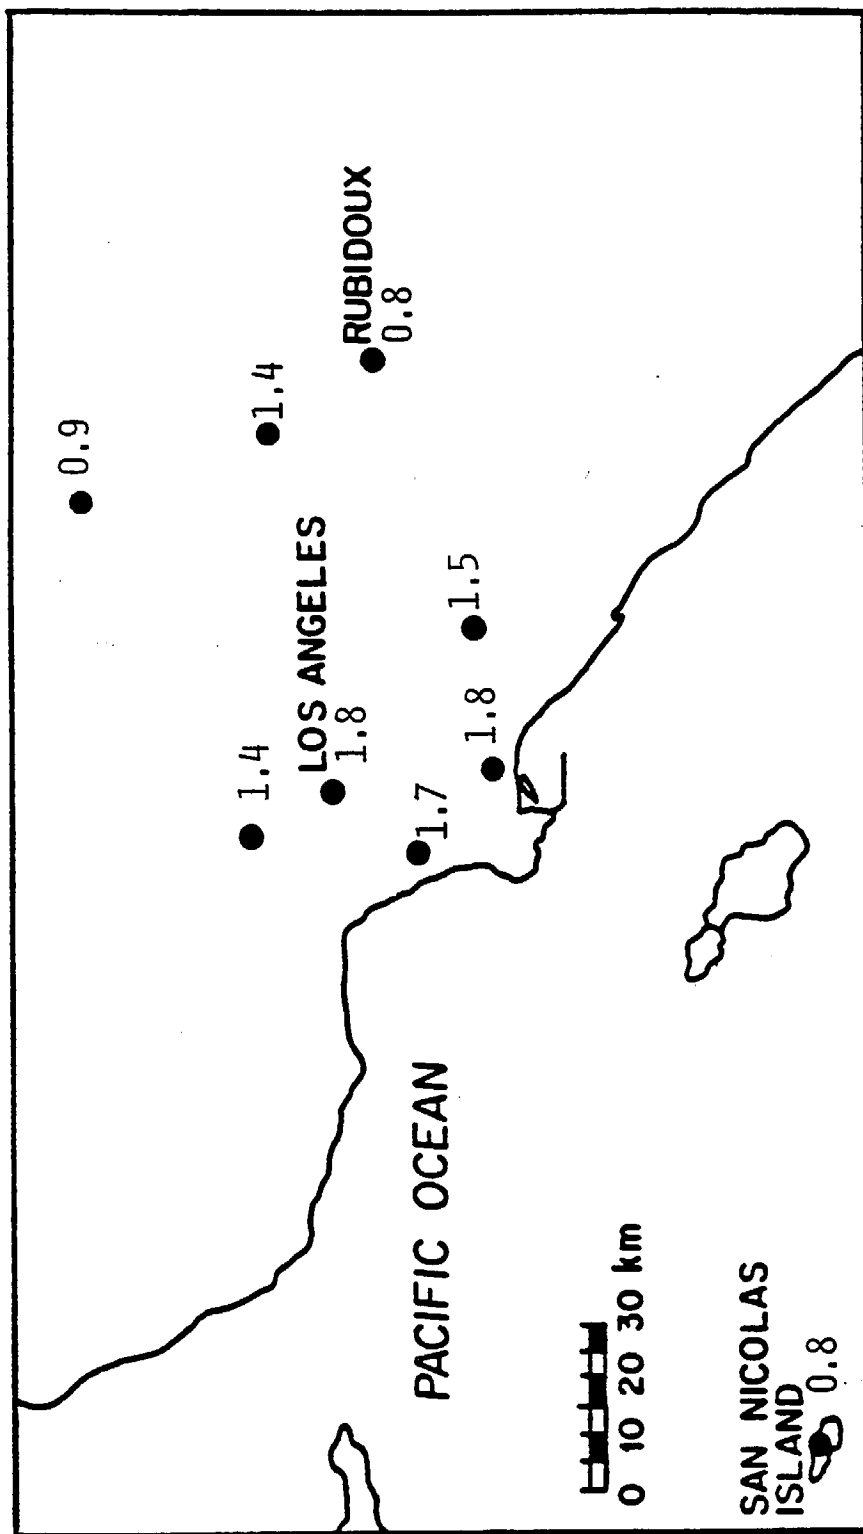 0.9
1.4
RUBIDOUX
0.8
1.4
LOS ANGELES
1.8
1.5
1.7
1.8
PACIFIC OCEAN
0 10 20 30 km
SAN NICOLAS
ISLAND
0.8